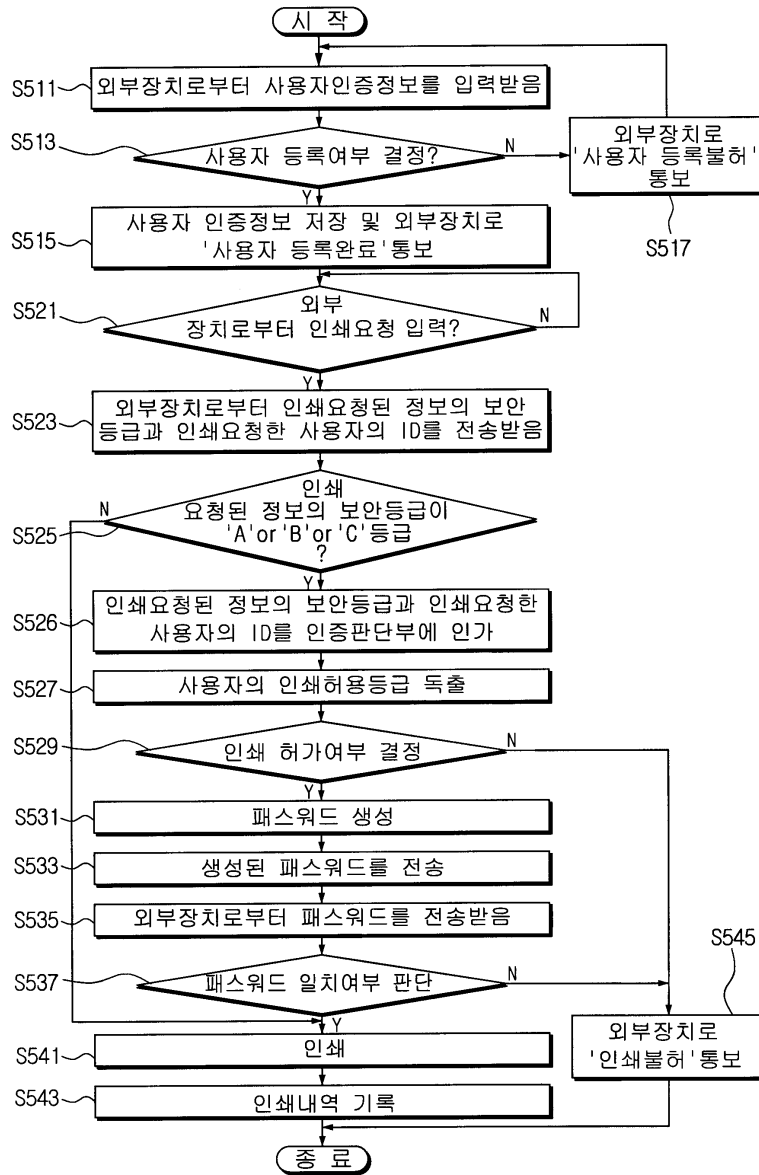 시 작
S511
외부장치로부터 사용자인증정보를 입력받음
S513
사용자 등록여부 결정?
N
외부장치로
'사용자 등록불허'
통보
S517
Y
S515
사용자 인증정보 저장 및 외부장치로
'사용자 등록완료'통보
S521
외부
장치로부터 인쇄요청 입력?
N
Y
S523
외부장치로부터 인쇄요청된 정보의 보안
등급과 인쇄요청한 사용자의 ID를 전송받음
N
S525
인쇄
요청된 정보의 보안등급이
'A'or'B'or'C'등급
?
Y
S526
인쇄요청된 정보의 보안등급과 인쇄요청한
사용자의 ID를 인증판단부에 인가
S527
사용자의 인쇄허용등급 독출
S529
인쇄 허가여부 결정
N
Y
S531
패스워드 생성
S533
생성된 패스워드를 전송
S535
외부장치로부터 패스워드를 전송받음
S537
패스워드 일치여부 판단
N
S545
외부장치로
'인쇄불허'통보
Y
S541
인쇄
S543
인쇄내역 기록
종 료